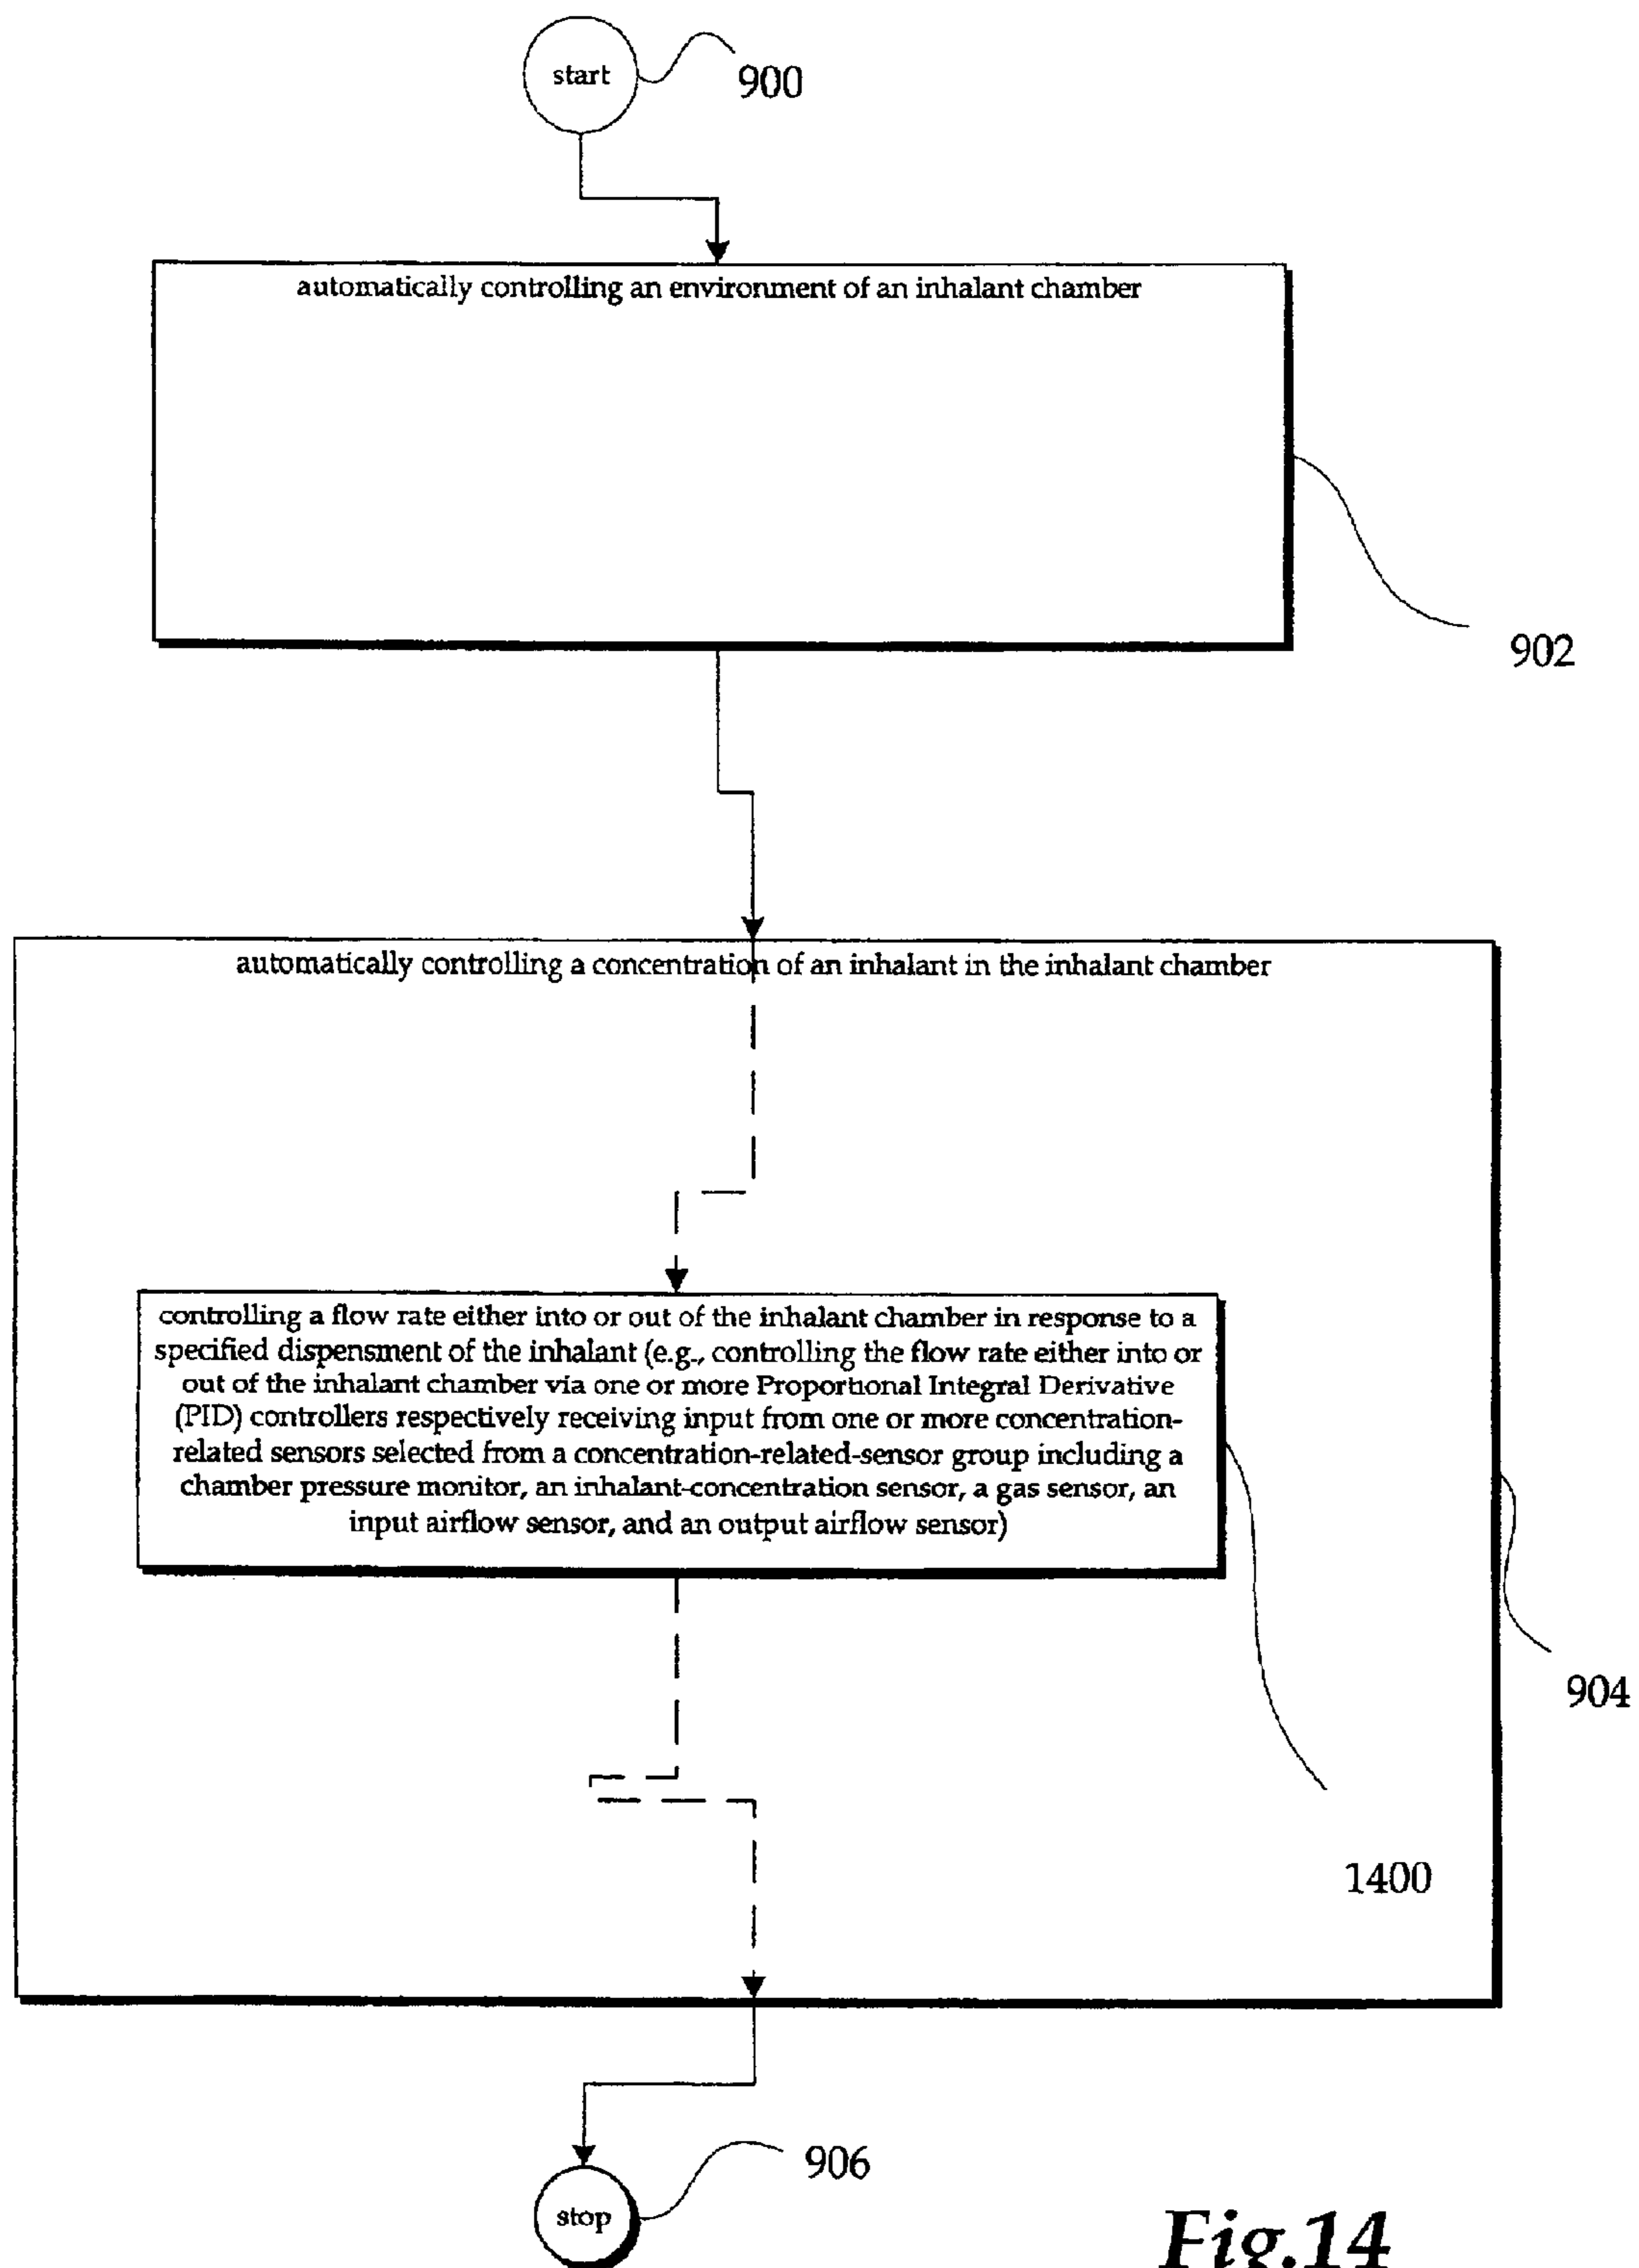 start
900
automatically controlling an environment of an inhalant chamber
902
automatically controlling a concentration of an inhalant in the inhalant chamber
controlling a flow rate either into or out of the inhalant chamber in response to a
specified dispensment of the inhalant (e.g., controlling the flow rate either into or
out of the inhalant chamber via one or more Proportional Integral Derivative
(PID) controllers respectively receiving input from one or more concentration-
related sensors selected from a concentration-related-sensor group including a
chamber pressure monitor, an inhalant-concentration sensor, a gas sensor, an
input airflow sensor, and an output airflow sensor)
904
1400
906
stop
Fig.14